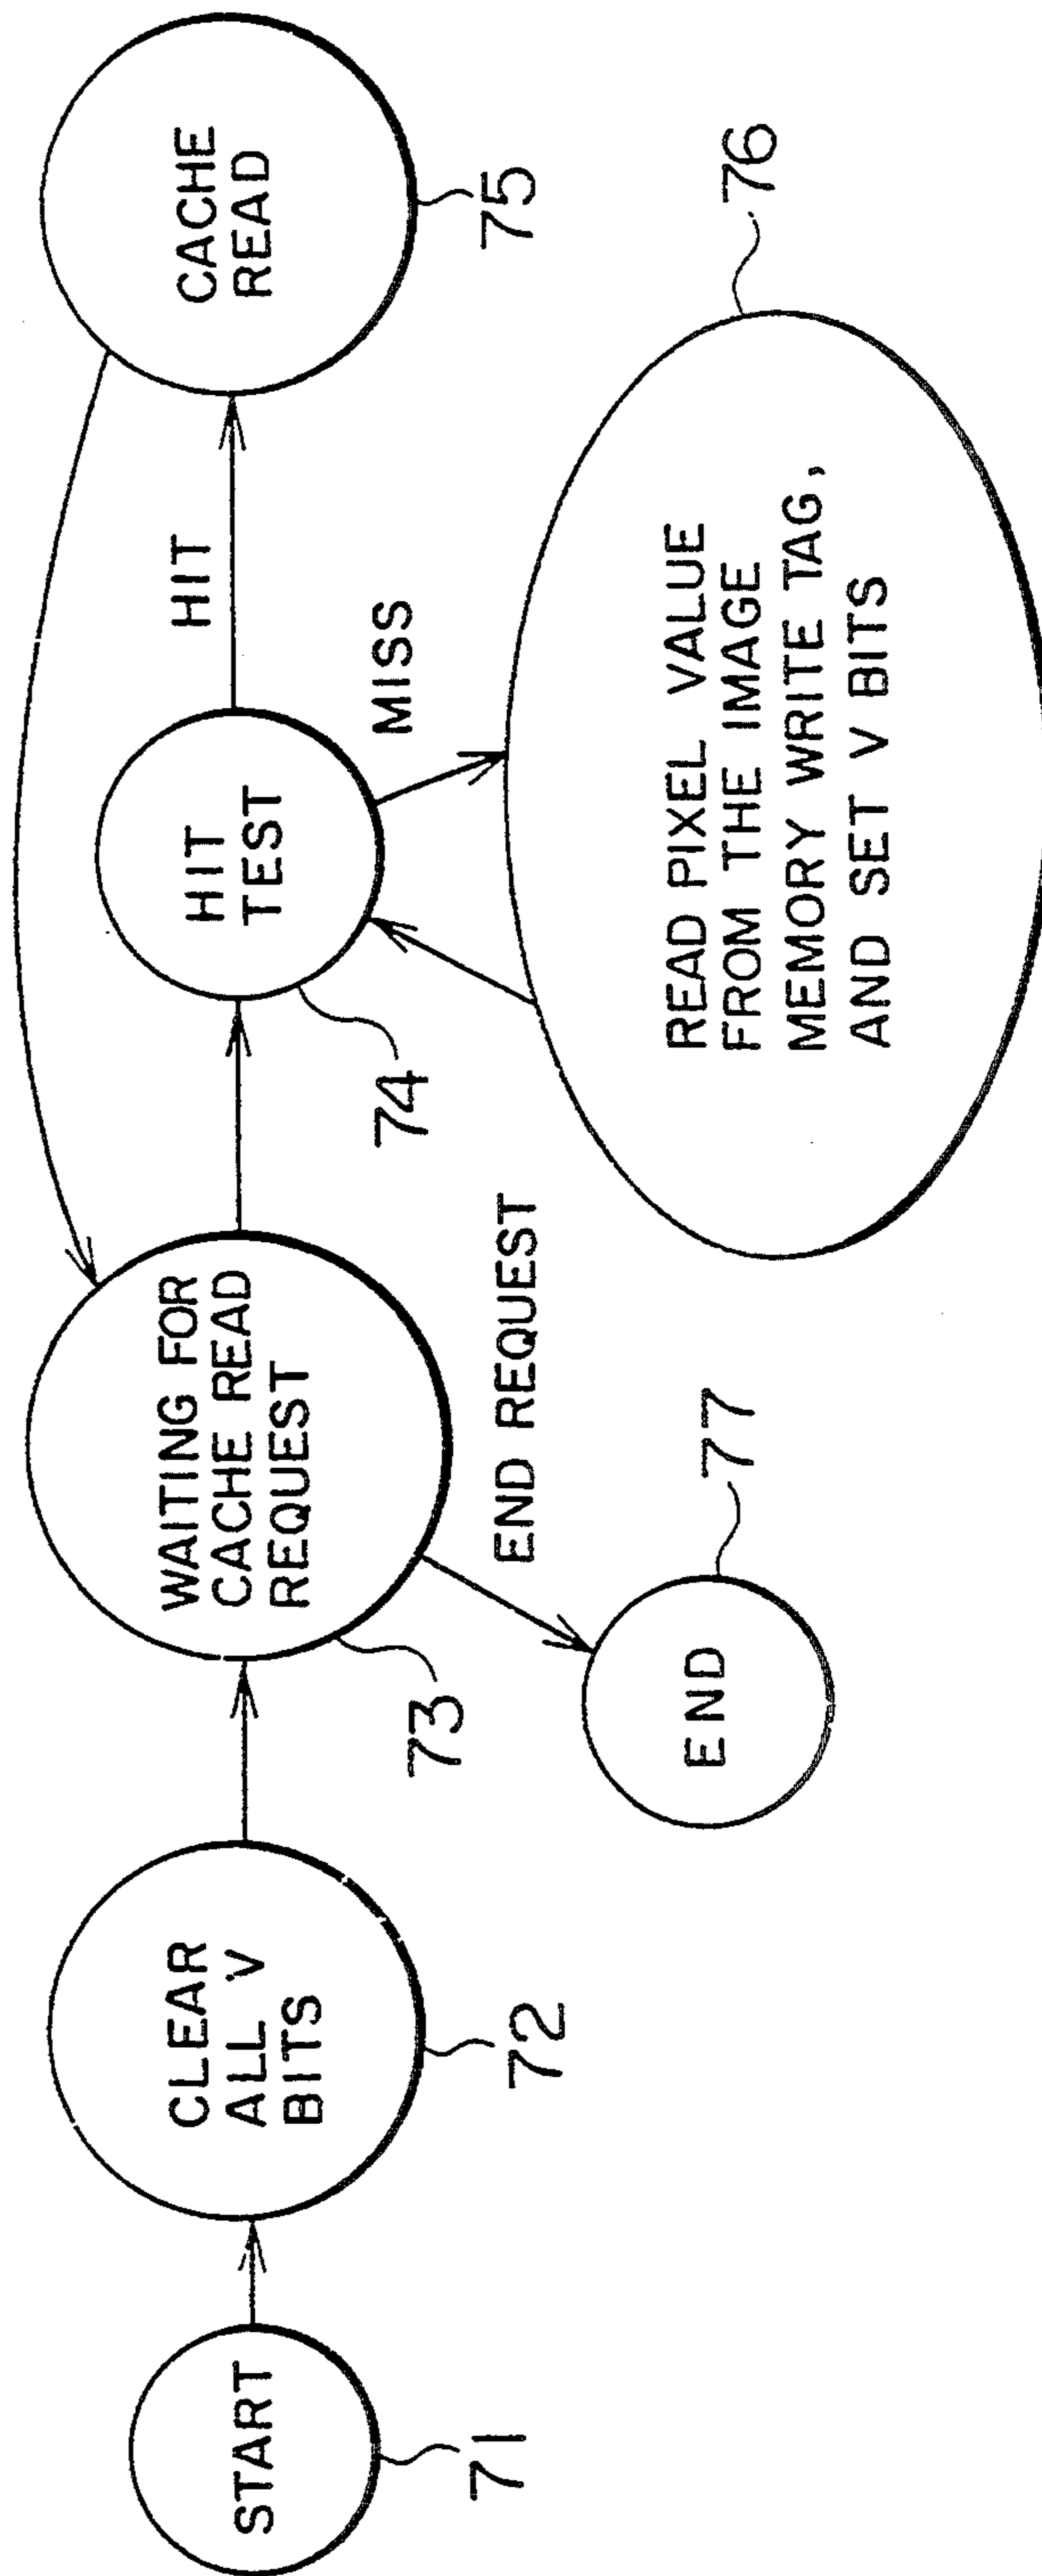 START
71
CLEAR
ALL V
BITS
72
WAITING FOR
CACHE READ
REQUEST
73
END REQUEST
END
77
HIT
TEST
74
HIT
MISS
CACHE
READ
75
READ PIXEL VALUE
FROM THE IMAGE
MEMORY WRITE TAG,
AND SET V BITS
76